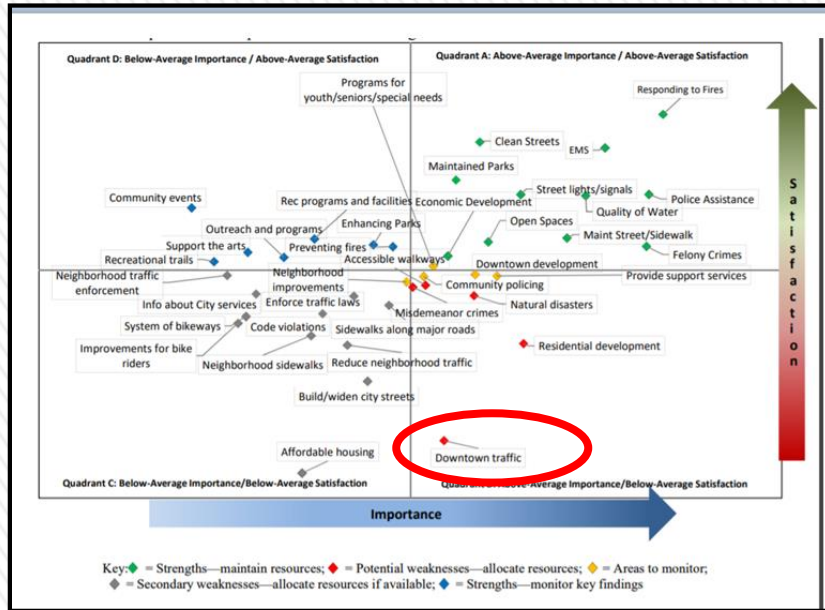 Quadrant D: Below-Average Importance / Above-Average Satisfaction
Quadrant A: Above-Average Importance / Above-Average Satisfaction
Programs for
youth/seniors/special needs
Responding to Fires
Clean Streets
EMS
Maintained Parks
Community events
Rec programs and facilities
Economic Development
Street lights/signals
Police Assistance
Quality of Water
Outreach and programs
Enhancing Parks
Open Spaces
Maint Street/Sidewalk
Support the arts
Preventing fires
Felony Crimes
Recreational trails
Accessible walkways
Downtown development
Neighborhood traffic
enforcement
Neighborhood
improvements
Community policing
Provide support services
Info about City services
Enforce traffic laws
Misdemeanor crimes
Natural disasters
System of bikeways
Code violations
Sidewalks along major roads
Improvements for bike
riders
Neighborhood sidewalks
Reduce neighborhood traffic
Residential development
Build/widen city streets
Affordable housing
Downtown traffic
Quadrant C: Below-Average Importance/Below-Average Satisfaction
Above-Average Importance/Below-Average Satisfaction
Satisfaction
Importance
Key: = Strengths—maintain resources; = Potential weaknesses—allocate resources; = Areas to monitor;
= Secondary weaknesses—allocate resources if available; = Strengths—monitor key findings